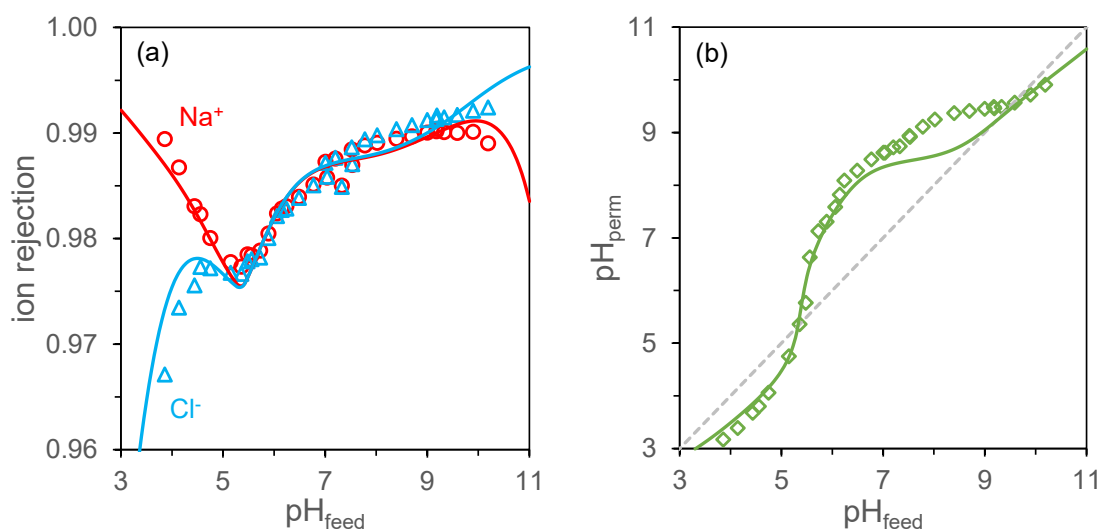 (a)
Na⁺
Cl⁻
ion rejection
1.00
0.99
0.98
0.97
0.96
3
5
7
9
11
pH_feed
(b)
pH_perm
11
9
7
5
3
3
5
7
9
11
pH_feed